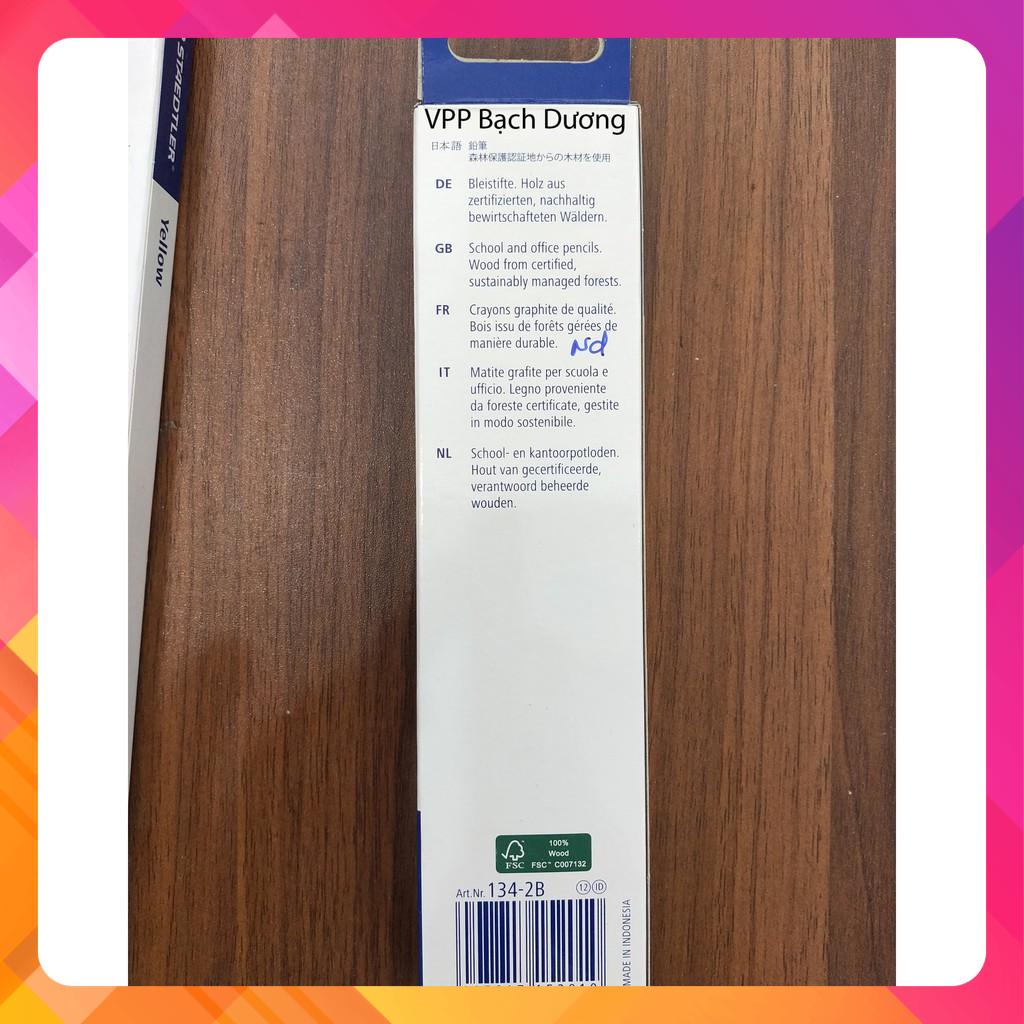 STAEDTLER
Yellow
VPP Bạch Dương
日本語 鉛筆
森林保護認証地からの木材を使用
DE Bleistifte. Holz aus
zertifizierten, nachhaltig
bewirtschafteten Wäldern.
GB School and office pencils.
Wood from certified,
sustainably managed forests.
FR Crayons graphite de qualité.
Bois issu de forêts gérées de
manière durable.
Nd
IT Matite grafite per scuola e
ufficio. Legno proveniente
da foreste certificate, gestite
in modo sostenibile.
NL School- en kantoorpotloden.
Hout van gecertificeerde,
verantwoord beheerde
wouden.
100%
Wood
FSC FSC™ C007132
Art.Nr. 134-2B 12 ID
MADE IN INDONESIA